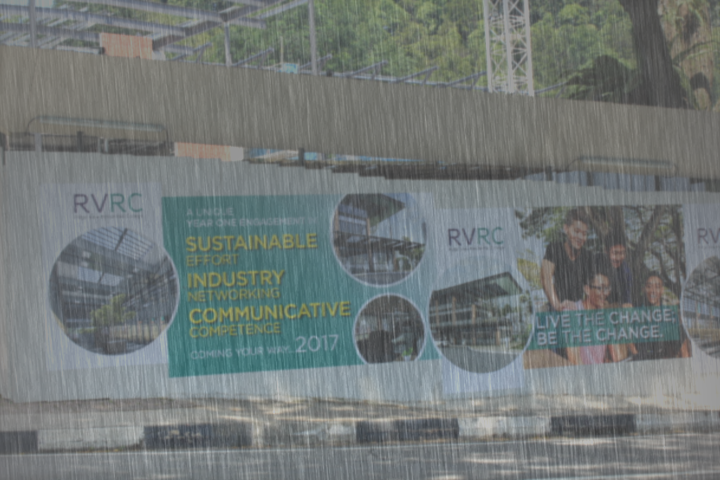 RVRC
A UNIQUE
YEAR ONE ENGAGEMENT IN
SUSTAINABLE
EFFORT
INDUSTRY
NETWORKING
COMMUNICATIVE
COMPETENCE
COMING YOUR WAY... 2017
RVRC
LIVE THE CHANGE.
BE THE CHANGE.
RV